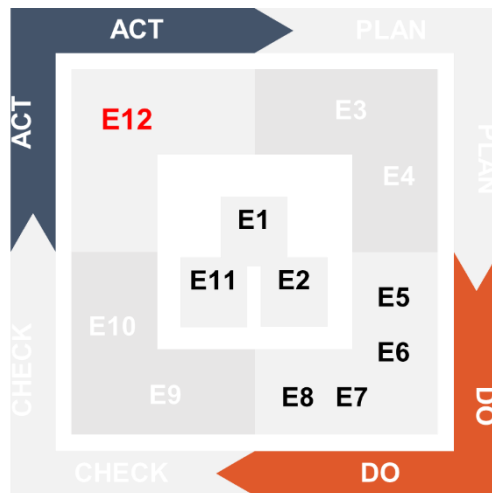 ACT PLAN
ACT
PLAN
E12
E3
E4
E1
E11 E2
E5
E10
E6
E9
E8 E7
CHECK
DO
CHECK DO